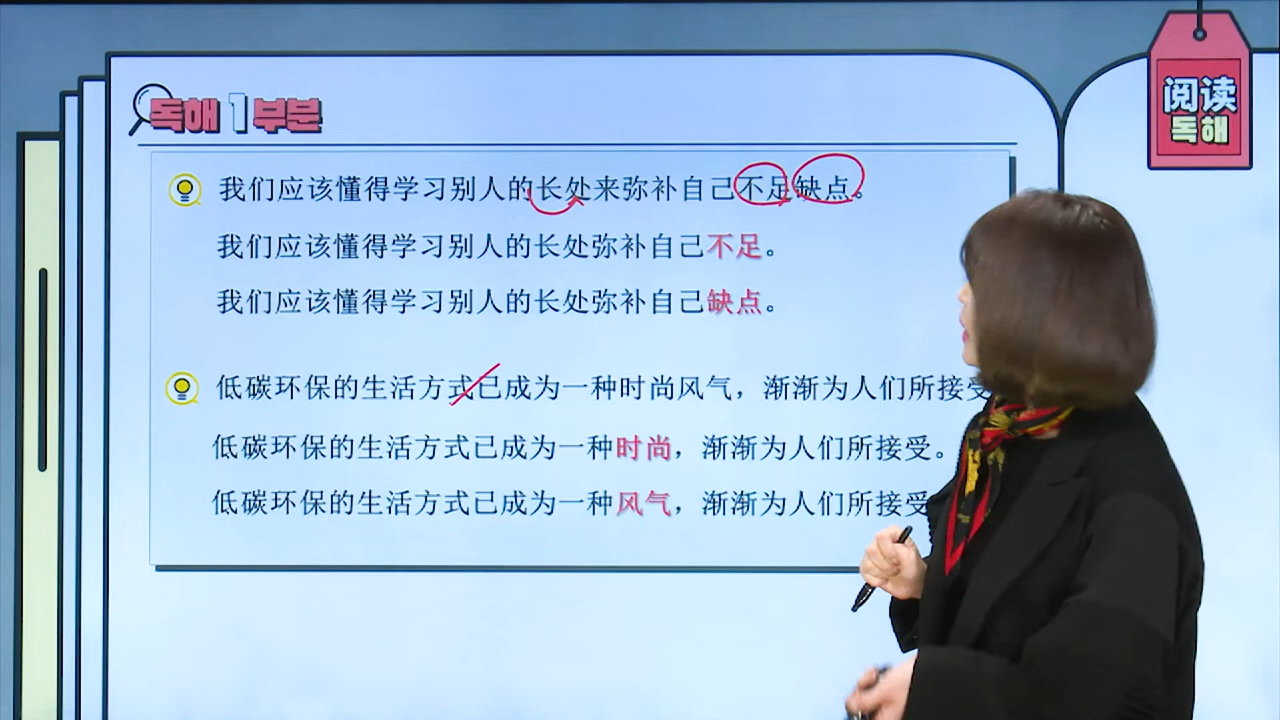 阅读
독해
독해 1 부분
我们应该懂得学习别人的长处来弥补自己不足缺点。
我们应该懂得学习别人的长处弥补自己不足。
我们应该懂得学习别人的长处弥补自己缺点。
低碳环保的生活方式已成为一种时尚风气，渐渐为人们所接受
低碳环保的生活方式已成为一种时尚，渐渐为人们所接受。
低碳环保的生活方式已成为一种风气，渐渐为人们所接受